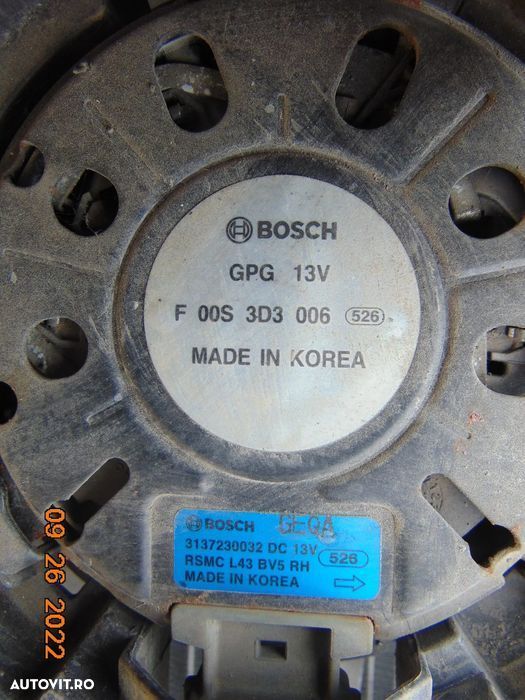 BOSCH
GPG 13V
F 00S 3D3 006 526
MADE IN KOREA
BOSCH GEQA
3137230032 DC 13V
RSMC L43 BV5 RH 526
MADE IN KOREA
09 26 2022
AUTOVIT.RO